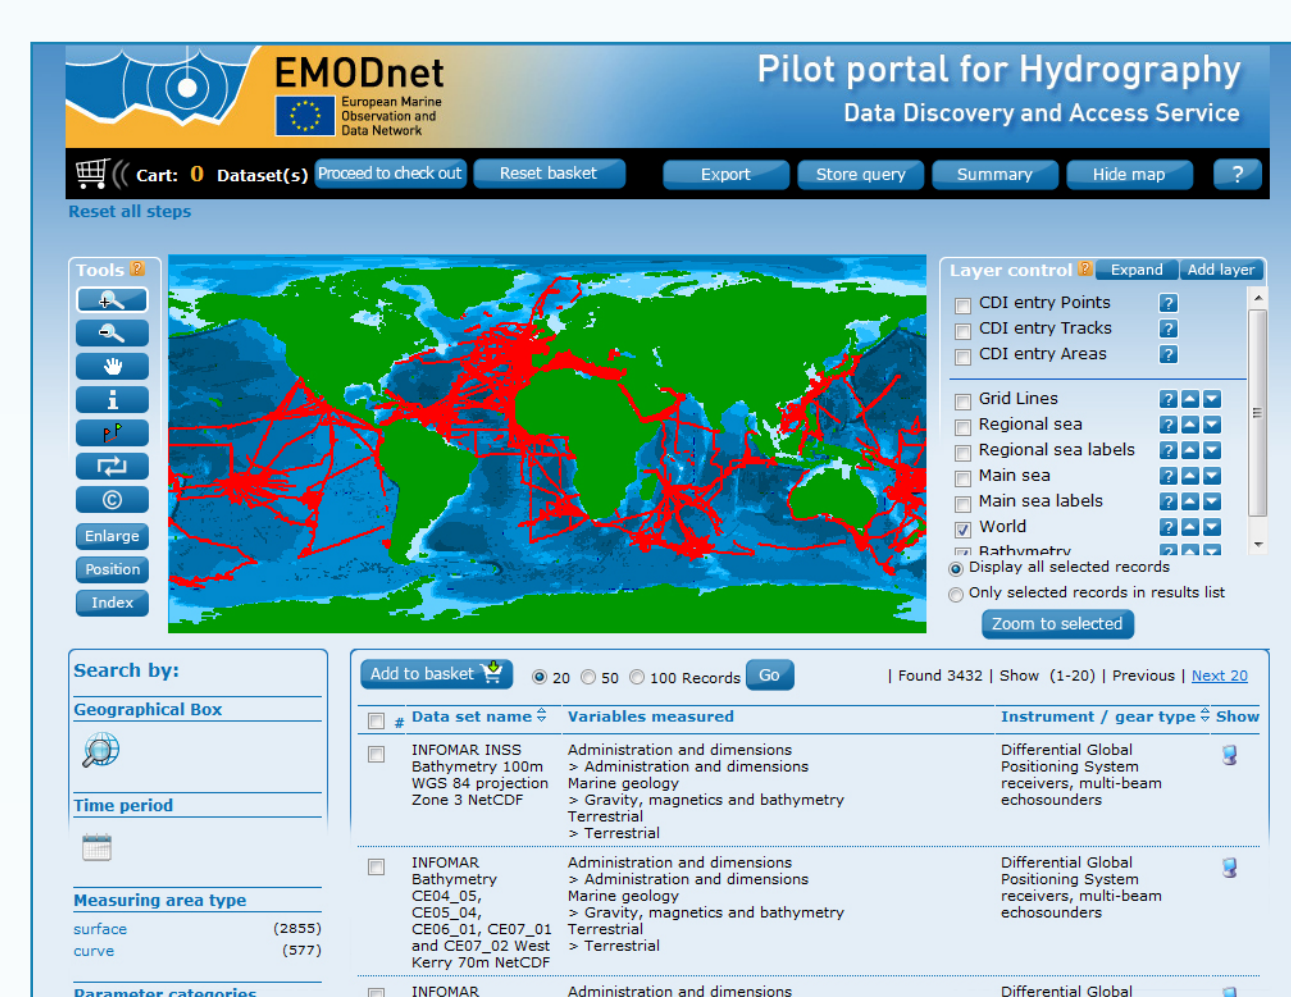 EMODnet
European Marine
Observation and
Data Network
Pilot portal for Hydrography
Data Discovery and Access Service
Cart: 0 Dataset(s) Proceed to check out Reset basket Export Store query Summary Hide map ?
Reset all steps
Tools ?
i
©
Enlarge
Position
Index
Layer control ? Expand Add layer
CDI entry Points ?
CDI entry Tracks ?
CDI entry Areas ?
Grid Lines ?
Regional sea ?
Regional sea labels ?
Main sea ?
Main sea labels ?
World ?
Bathymetry ?
Display all selected records
Only selected records in results list
Zoom to selected
Search by:
Geographical Box
Time period
Measuring area type
surface (2855)
curve (577)
Parameter categories
Add to basket 20 50 100 Records Go | Found 3432 | Show (1-20) | Previous | Next 20
# Data set name Variables measured Instrument / gear type Show
INFOMAR INSS
Bathymetry 100m
WGS 84 projection
Zone 3 NetCDF
Administration and dimensions
> Administration and dimensions
Marine geology
> Gravity, magnetics and bathymetry
Terrestrial
> Terrestrial
Differential Global
Positioning System
receivers, multi-beam
echosounders
INFOMAR
Bathymetry
CE04_05,
CE05_04,
CE06_01, CE07_01
and CE07_02 West
Kerry 70m NetCDF
Administration and dimensions
> Administration and dimensions
Marine geology
> Gravity, magnetics and bathymetry
Terrestrial
> Terrestrial
Differential Global
Positioning System
receivers, multi-beam
echosounders
INFOMAR
Administration and dimensions
Differential Global